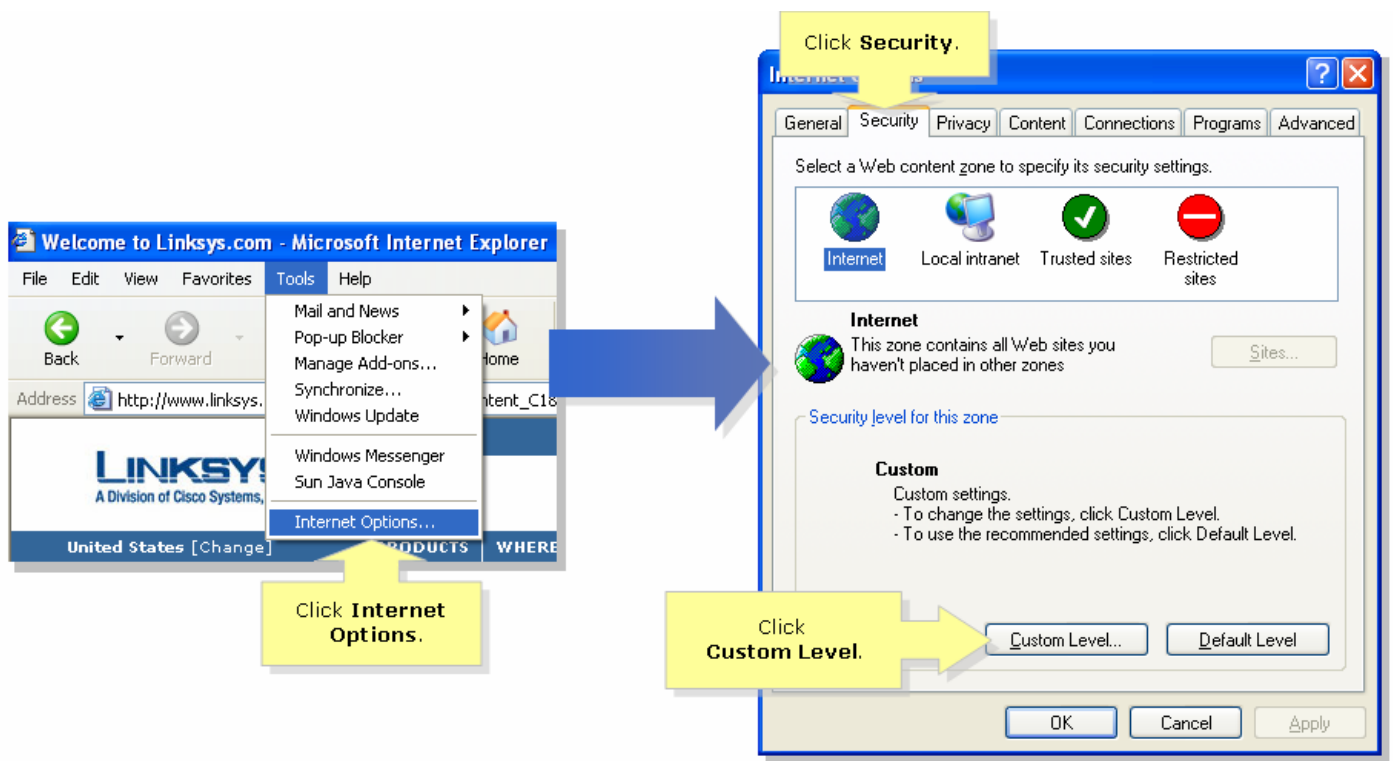 Click Security.
General Security Privacy Content Connections Programs Advanced
Select a Web content zone to specify its security settings.
Internet
Local intranet
Trusted sites
Restricted
sites
Internet
This zone contains all Web sites you
haven't placed in other zones
Sites...
Security level for this zone
Custom
Custom settings.
- To change the settings, click Custom Level.
- To use the recommended settings, click Default Level.
Click
Custom Level.
Custom Level...
Default Level
OK
Cancel
Apply
Welcome to Linksys.com - Microsoft Internet Explorer
File Edit View Favorites Tools Help
Back
Forward
Mail and News
Pop-up Blocker
Manage Add-ons...
Synchronize...
Windows Update
Windows Messenger
Sun Java Console
Internet Options...
Address http://www.linksys.
LINKSYS
A Division of Cisco Systems,
United States [Change]
WHERE
Click Internet
Options.